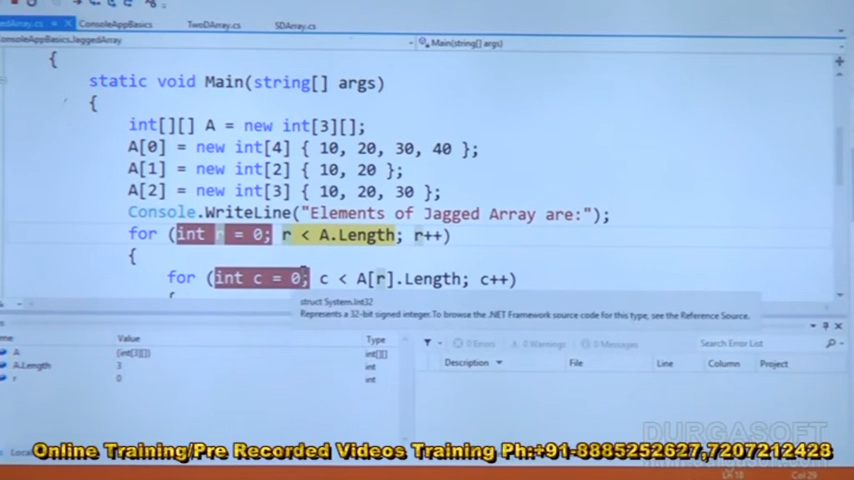 edArray.cs ConsoleAppBasics TwoDArray.cs SDArray.cs
onsoleAppBasics.JaggedArray Main(string[] args)
{
static void Main(string[] args)
{
int[][] A = new int[3][];
A[0] = new int[4] { 10, 20, 30, 40 };
A[1] = new int[2] { 10, 20 };
A[2] = new int[3] { 10, 20, 30 };
Console.WriteLine("Elements of Jagged Array are:");
for (int r = 0; r < A.Length; r++)
{
for (int c = 0; c < A[r].Length; c++)
{
struct System.Int32
Represents a 32-bit signed integer.To browse the .NET Framework source code for this type, see the Reference Source.
me Value Type
A {int[3][]} int[][]
A.Length 3 int
r 0 int
0 Errors 0 Warnings 0 Messages Search Error List
Description File Line Column Project
DURGASOFT
Online Training/Pre Recorded Videos Training Ph:+91-8885252627,7207212428
Local
Ln 18 Col 29